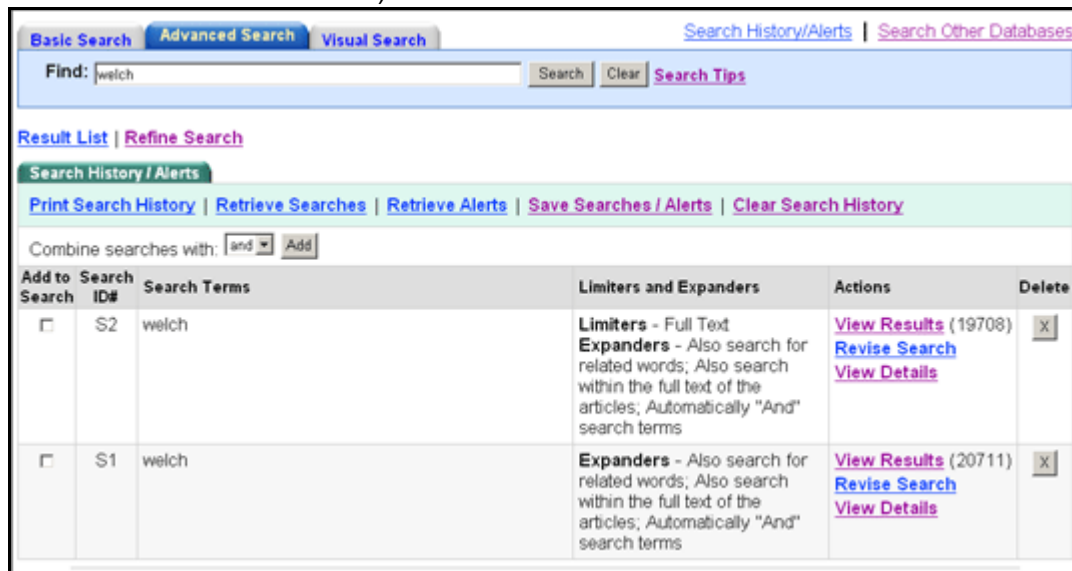 Basic Search Advanced Search Visual Search Search History/Alerts | Search Other Databases
Find: welch Search Clear Search Tips
Result List | Refine Search
Search History / Alerts
Print Search History | Retrieve Searches | Retrieve Alerts | Save Searches / Alerts | Clear Search History
Combine searches with: and Add
Add to Search Search ID# Search Terms Limiters and Expanders Actions Delete
S2 welch Limiters - Full Text View Results (19708) X
Expanders - Also search for Revise Search
related words; Also search View Details
within the full text of the
articles; Automatically "And"
search terms
S1 welch Expanders - Also search for View Results (20711) X
related words; Also search Revise Search
within the full text of the View Details
articles; Automatically "And"
search terms